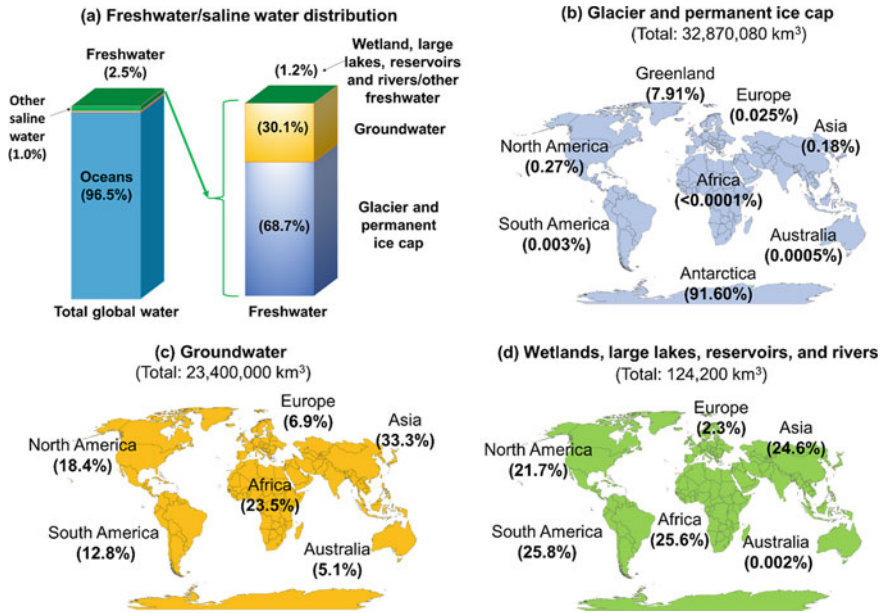 (a) Freshwater/saline water distribution
Freshwater
(2.5%)
Other
saline
water
(1.0%)
Oceans
(96.5%)
Total global water
(1.2%)
Wetland, large
lakes, reservoirs
and rivers/other
freshwater
(30.1%)
Groundwater
(68.7%)
Glacier and
permanent
ice cap
Freshwater
(b) Glacier and permanent ice cap
(Total: 32,870,080 km³)
Greenland
(7.91%)
Europe
(0.025%)
Asia
(0.18%)
North America
(0.27%)
Africa
(<0.0001%)
South America
(0.003%)
Australia
(0.0005%)
Antarctica
(91.60%)
(c) Groundwater
(Total: 23,400,000 km³)
Europe
(6.9%)
Asia
(33.3%)
North America
(18.4%)
Africa
(23.5%)
South America
(12.8%)
Australia
(5.1%)
(d) Wetlands, large lakes, reservoirs, and rivers
(Total: 124,200 km³)
Europe
(2.3%)
Asia
(24.6%)
North America
(21.7%)
South America
(25.8%)
Africa
(25.6%)
Australia
(0.002%)